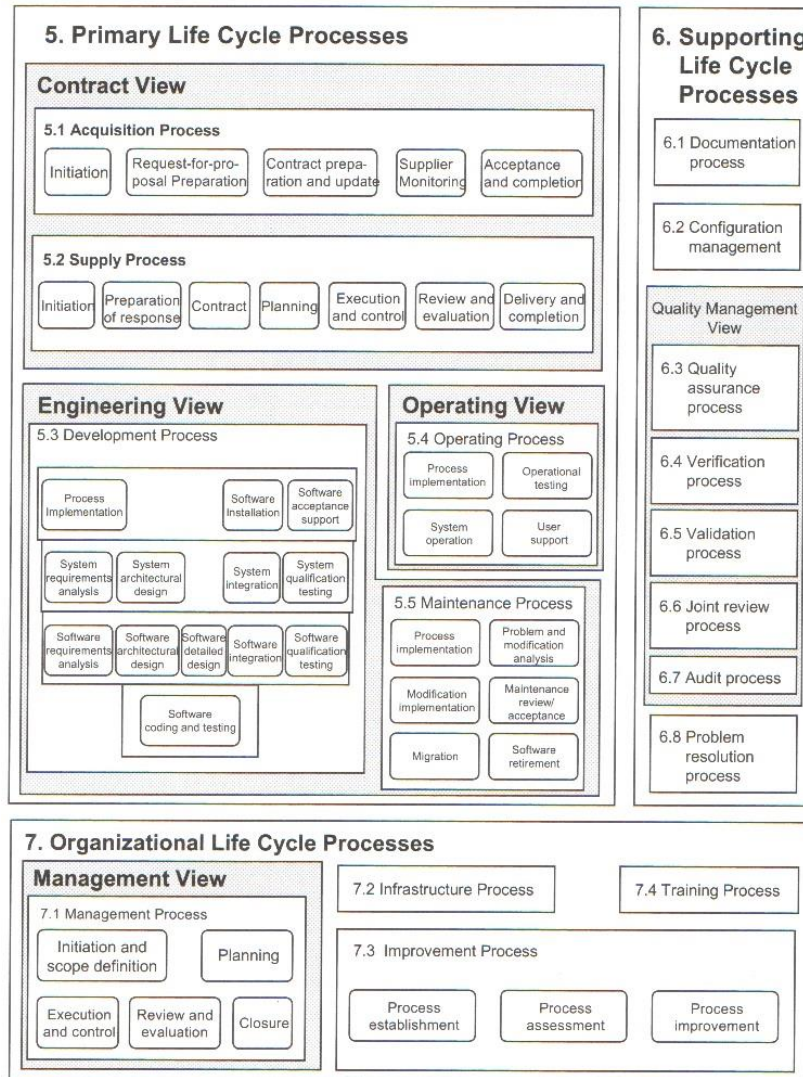 5. Primary Life Cycle Processes
Contract View
5.1 Acquisition Process
Initiation
Request-for-pro-
posal Preparation
Contract prepa-
ration and update
Supplier
Monitoring
Acceptance
and completion
5.2 Supply Process
Initiation
Preparation
of response
Contract
Planning
Execution
and control
Review and
evaluation
Delivery and
completion
Engineering View
5.3 Development Process
Process
Implementation
Software
Installation
Software
acceptance
support
System
requirements
analysis
System
architectural
design
System
integration
System
qualification
testing
Software
requirements
analysis
Software
architectural
design
Software
detailed
design
Software
integration
Software
qualification
testing
Software
coding and testing
Operating View
5.4 Operating Process
Process
implementation
Operational
testing
System
operation
User
support
5.5 Maintenance Process
Process
implementation
Problem and
modification
analysis
Modification
implementation
Maintenance
review/
acceptance
Migration
Software
retirement
6. Supporting
Life Cycle
Processes
6.1 Documentation
process
6.2 Configuration
management
Quality Management
View
6.3 Quality
assurance
process
6.4 Verification
process
6.5 Validation
process
6.6 Joint review
process
6.7 Audit process
6.8 Problem
resolution
process
7. Organizational Life Cycle Processes
Management View
7.1 Management Process
Initiation and
scope definition
Planning
Execution
and control
Review and
evaluation
Closure
7.2 Infrastructure Process
7.4 Training Process
7.3 Improvement Process
Process
establishment
Process
assessment
Process
improvement